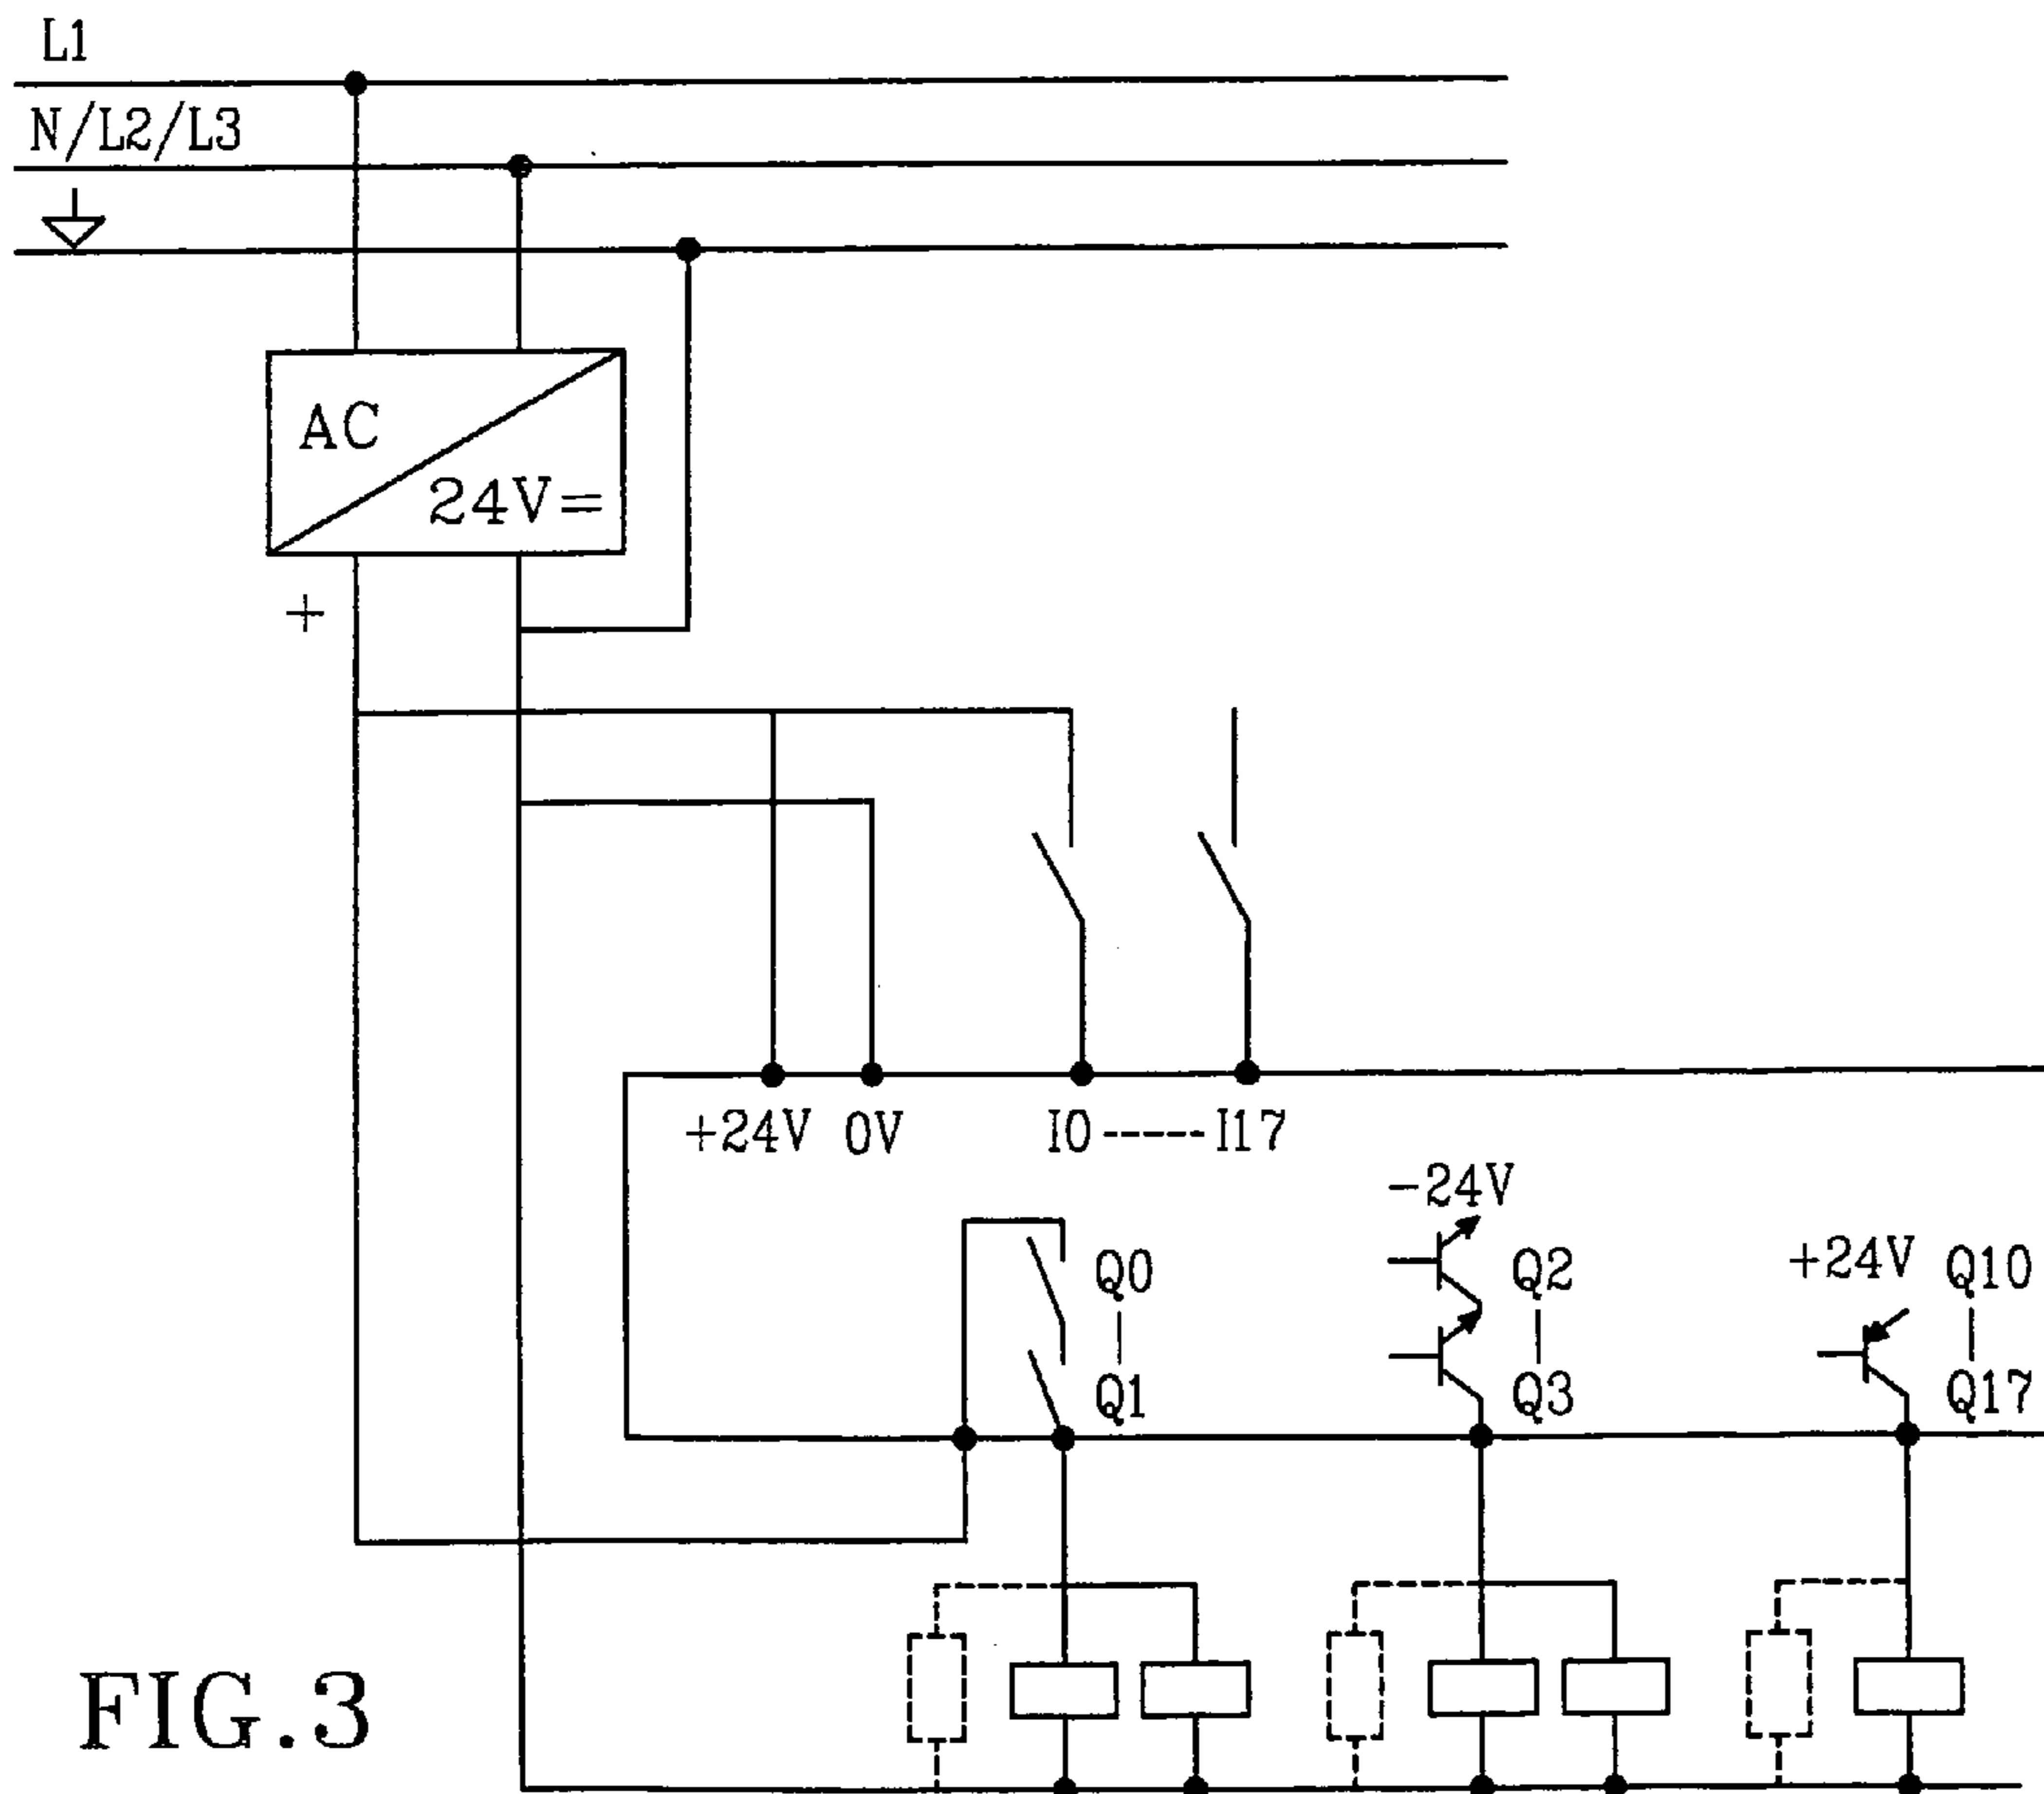 L1
N/L2/L3
AC
24V=
+
+24V 0V I0-----I17
-24V
Q0 Q2 +24V Q10
Q1 Q3 Q17
FIG.3